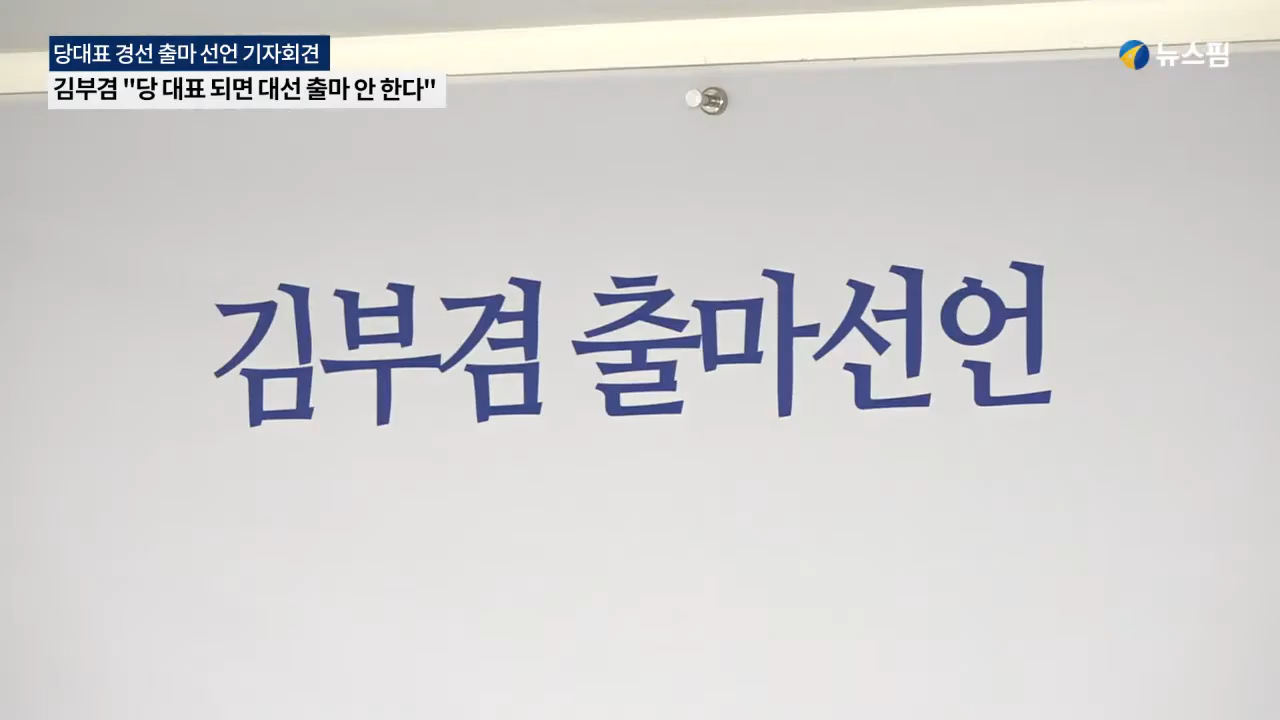 당대표 경선 출마 선언 기자회견
김부겸 "당 대표 되면 대선 출마 안 한다"
뉴스핌
김부겸 출마선언